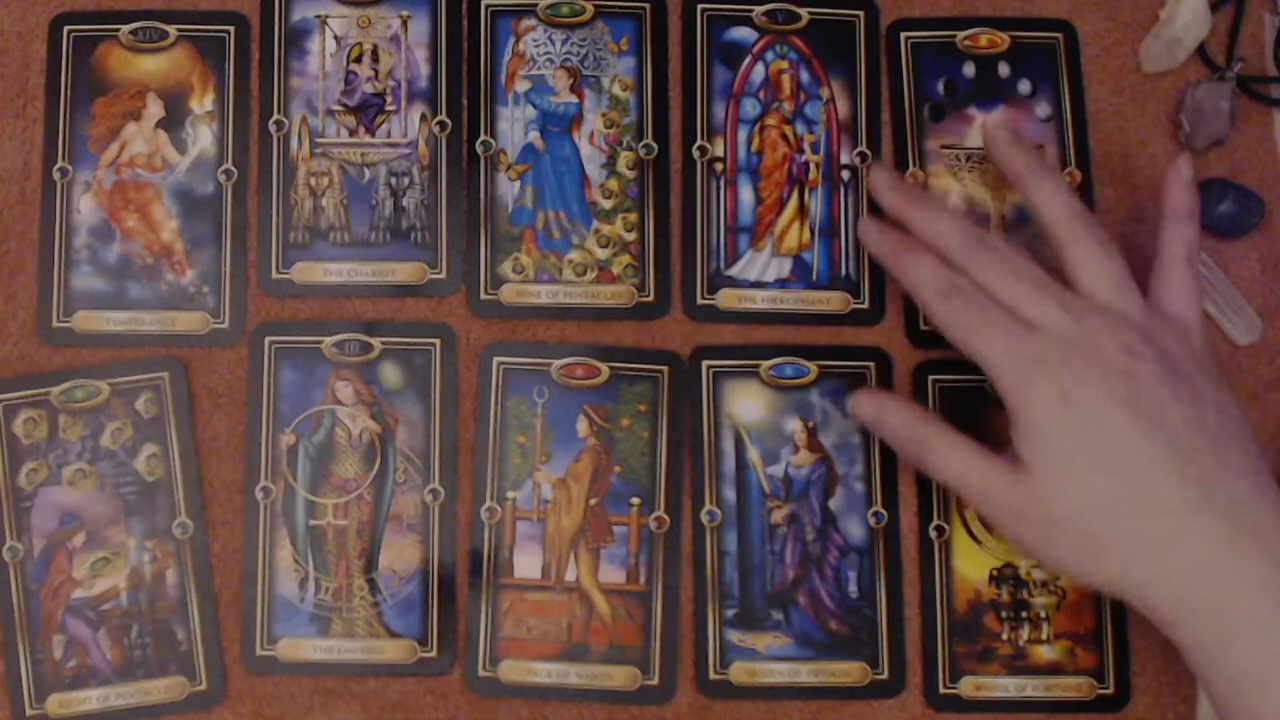 XIV
V
TEMPERANCE
THE CHARIOT
NINE OF PENTACLES
THE HIEROPHANT
III
EIGHT OF PENTACLES
THE EMPRESS
PAGE OF WANDS
QUEEN OF SWORDS
WHEEL OF FORTUNE